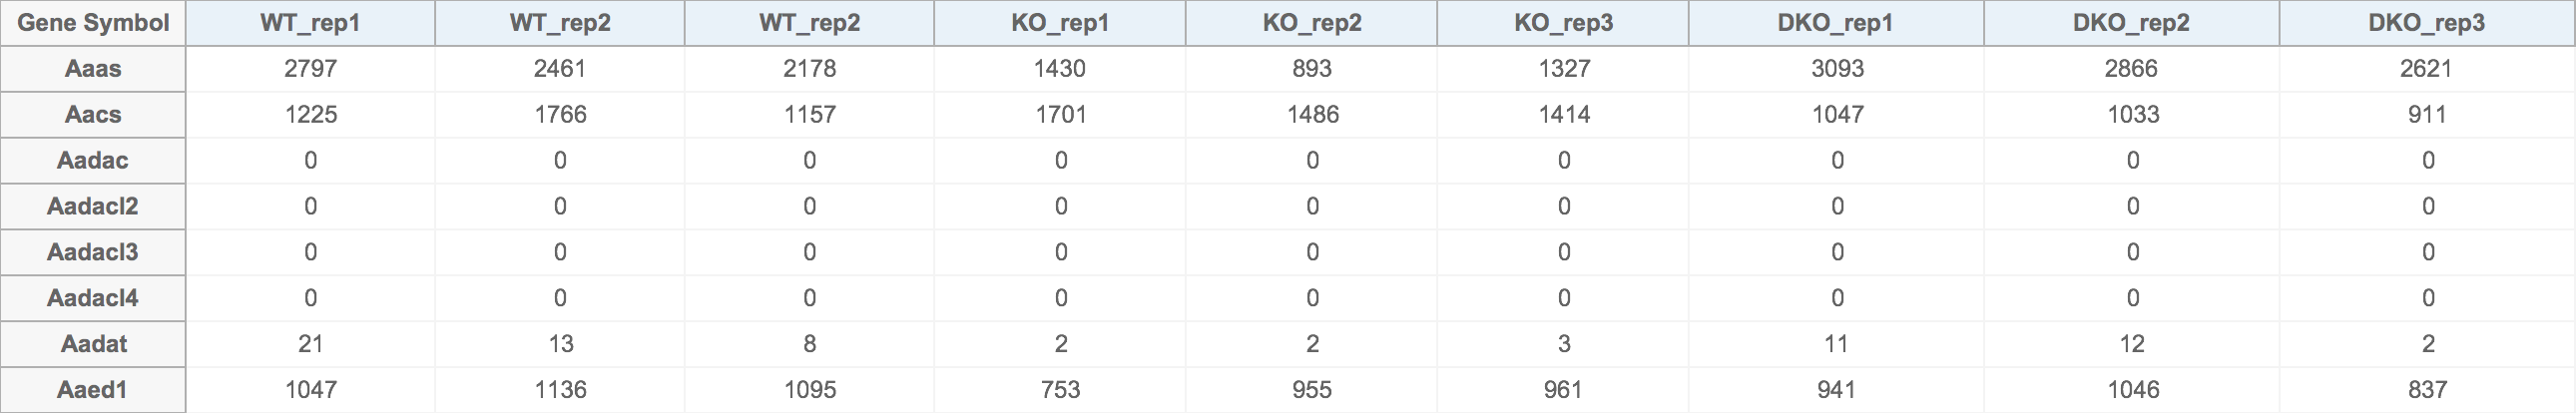 Gene Symbol WT_rep1 WT_rep2 WT_rep2 KO_rep1 KO_rep2 KO_rep3 DKO_rep1 DKO_rep2 DKO_rep3
Aaas 2797 2461 2178 1430 893 1327 3093 2866 2621
Aacs 1225 1766 1157 1701 1486 1414 1047 1033 911
Aadac 0 0 0 0 0 0 0 0 0
Aadacl2 0 0 0 0 0 0 0 0 0
Aadacl3 0 0 0 0 0 0 0 0 0
Aadacl4 0 0 0 0 0 0 0 0 0
Aadat 21 13 8 2 2 3 11 12 2
Aaed1 1047 1136 1095 753 955 961 941 1046 837